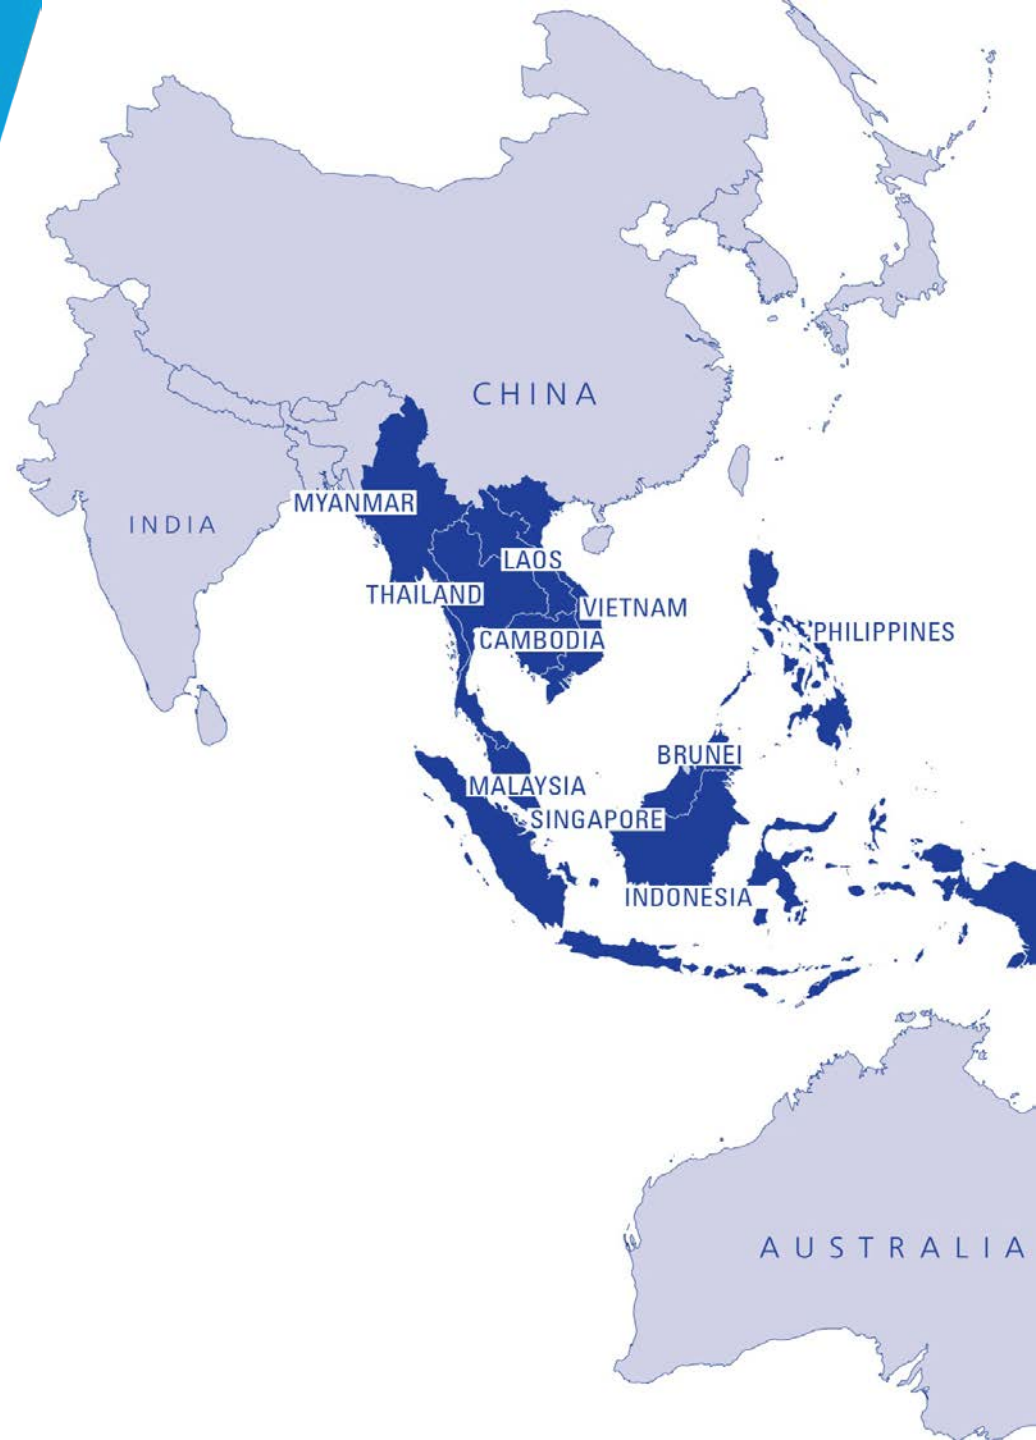 CHINA
MYANMAR
INDIA
LAOS
THAILAND
VIETNAM
PHILIPPINES
CAMBODIA
BRUNEI
MALAYSIA
SINGAPORE
INDONESIA
AUSTRALIA